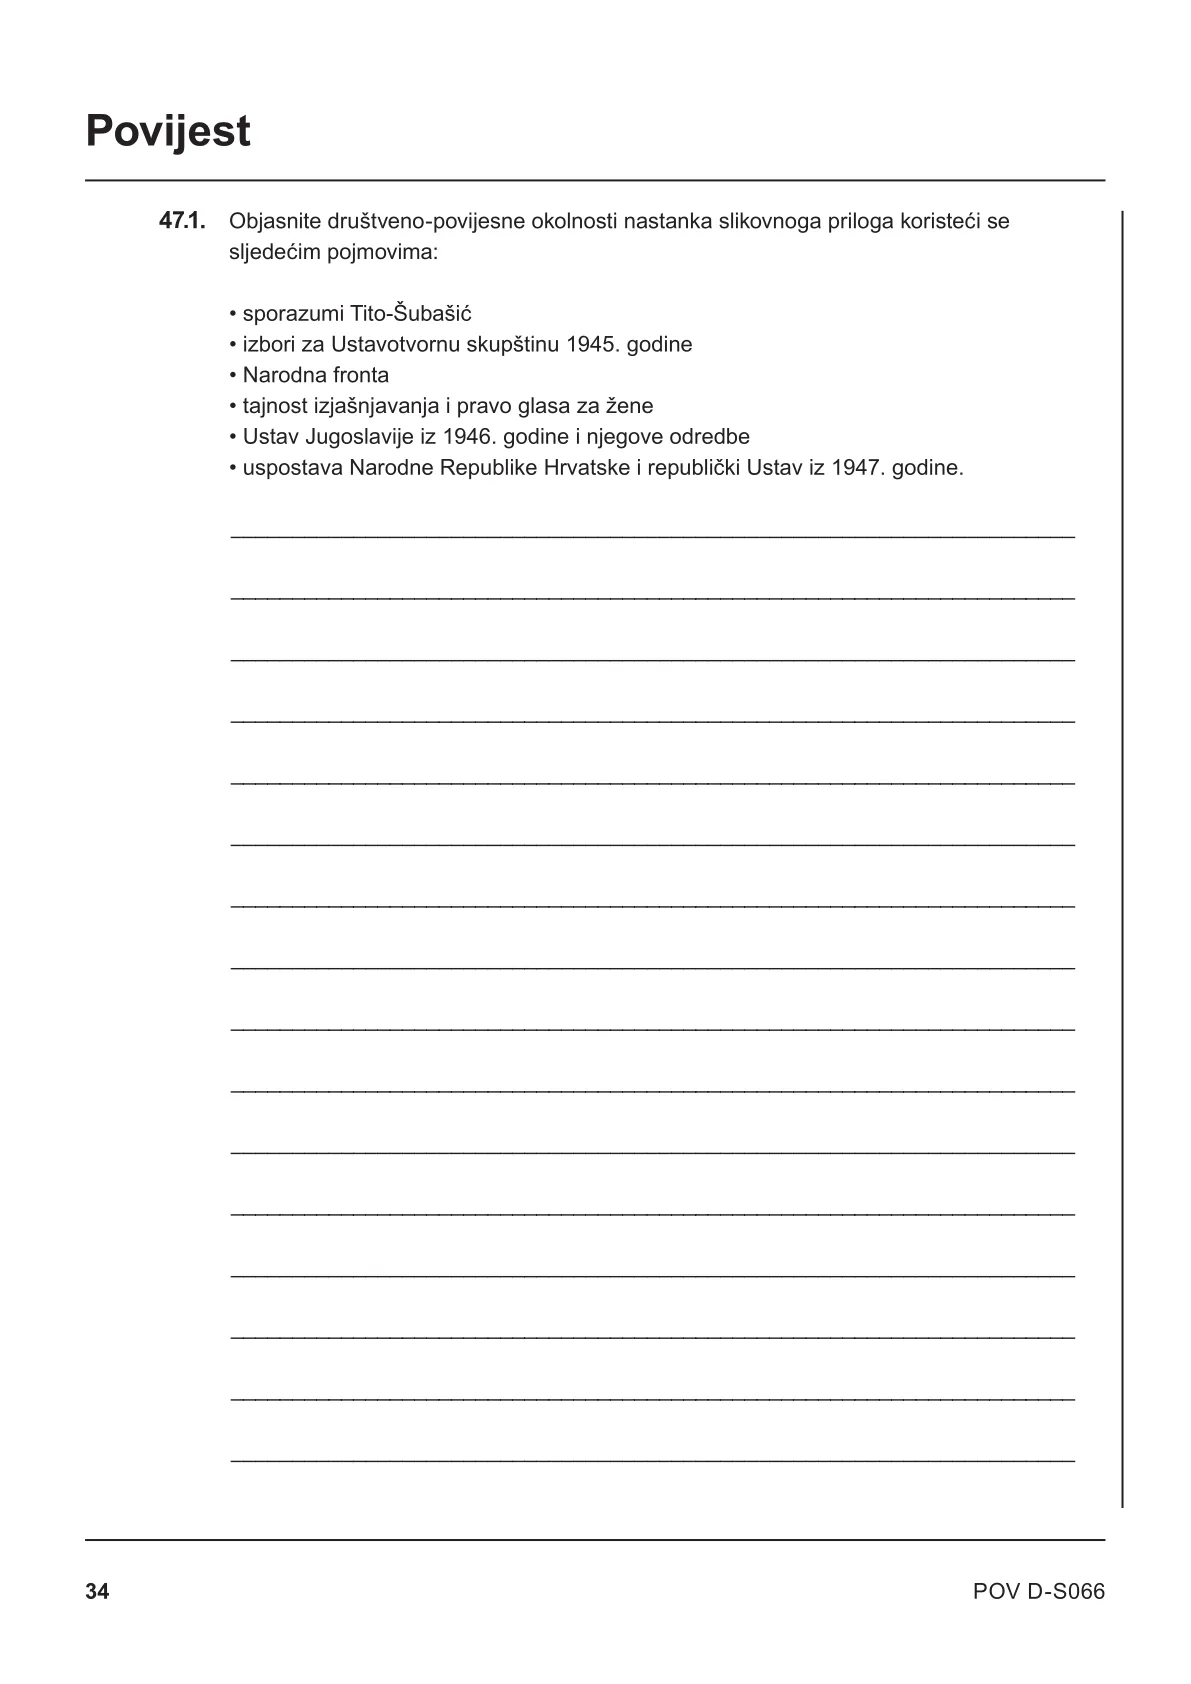 Povijest
47.1. Objasnite društveno-povijesne okolnosti nastanka slikovnoga priloga koristeći se
sljedećim pojmovima:
• sporazumi Tito-Šubašić
• izbori za Ustavotvornu skupštinu 1945. godine
• Narodna fronta
• tajnost izjašnjavanja i pravo glasa za žene
• Ustav Jugoslavije iz 1946. godine i njegove odredbe
• uspostava Narodne Republike Hrvatske i republički Ustav iz 1947. godine.
34 POV D-S066